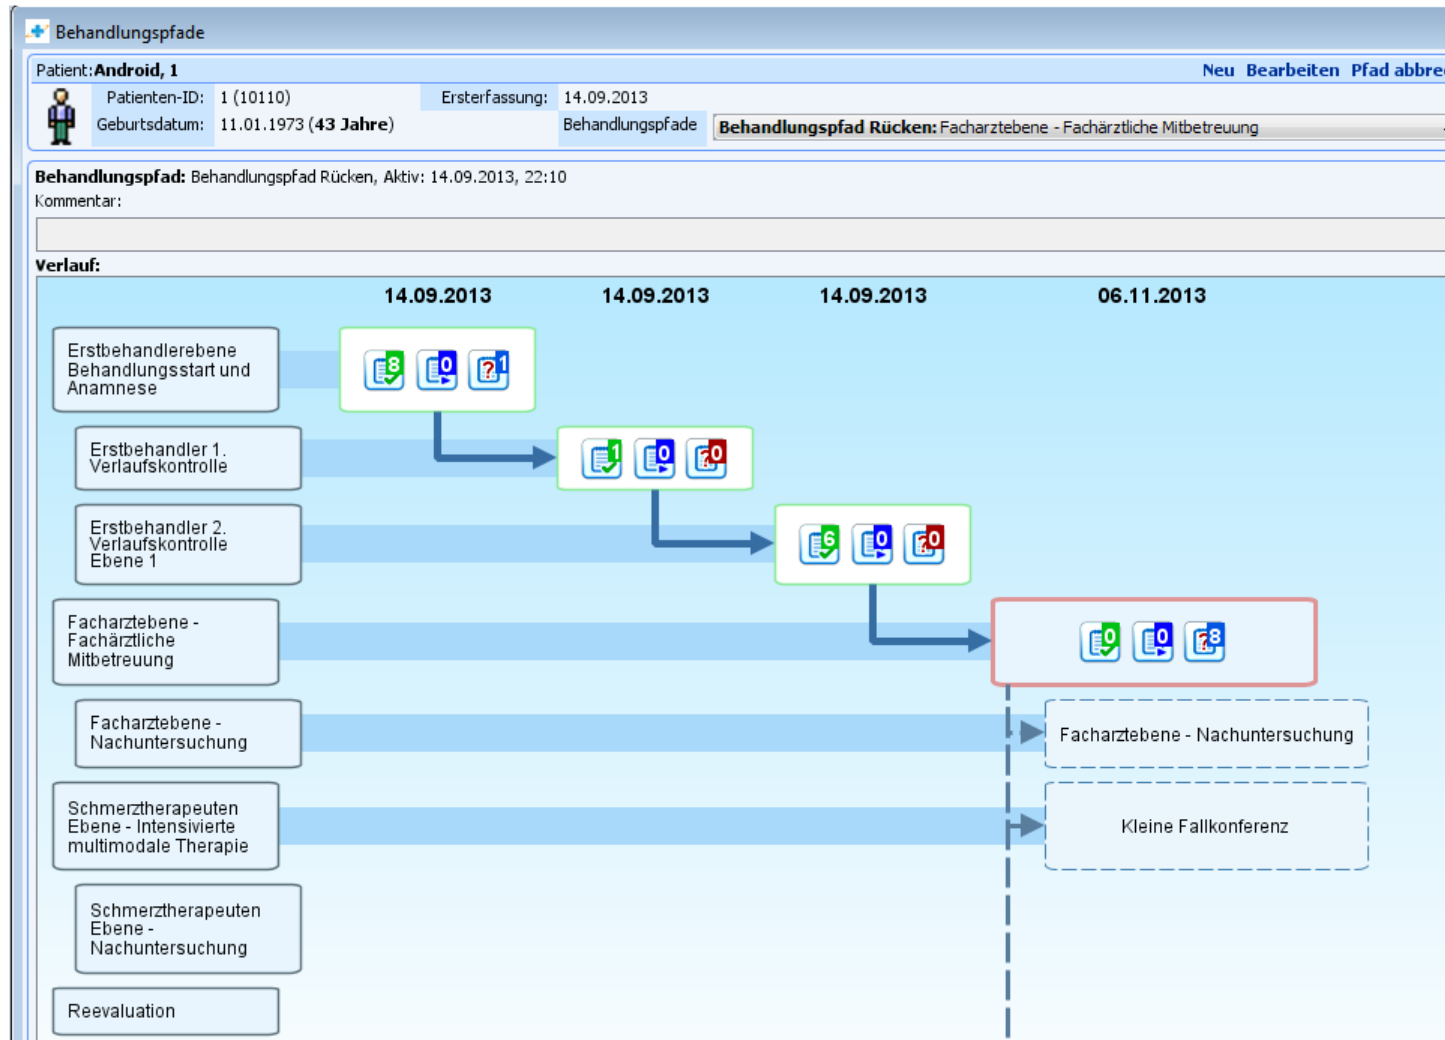 Behandlungspfade
Patient: Android, 1
Neu Bearbeiten Pfad abbrec
Patienten-ID: 1 (10110) Ersterfassung: 14.09.2013
Geburtsdatum: 11.01.1973 (43 Jahre) Behandlungspfade Behandlungspfad Rücken: Facharztebene - Fachärztliche Mitbetreuung
Behandlungspfad: Behandlungspfad Rücken, Aktiv: 14.09.2013, 22:10
Kommentar:
Verlauf:
14.09.2013 14.09.2013 14.09.2013 06.11.2013
Erstbehandlerebene
Behandlungsstart und
Anamnese
8 0 ?1
Erstbehandler 1.
Verlaufskontrolle
1 0 ?0
Erstbehandler 2.
Verlaufskontrolle
Ebene 1
6 0 ?0
Facharztebene -
Fachärztliche
Mitbetreuung
0 0 ?8
Facharztebene -
Nachuntersuchung
Facharztebene - Nachuntersuchung
Schmerztherapeuten
Ebene - Intensivierte
multimodale Therapie
Kleine Fallkonferenz
Schmerztherapeuten
Ebene -
Nachuntersuchung
Reevaluation